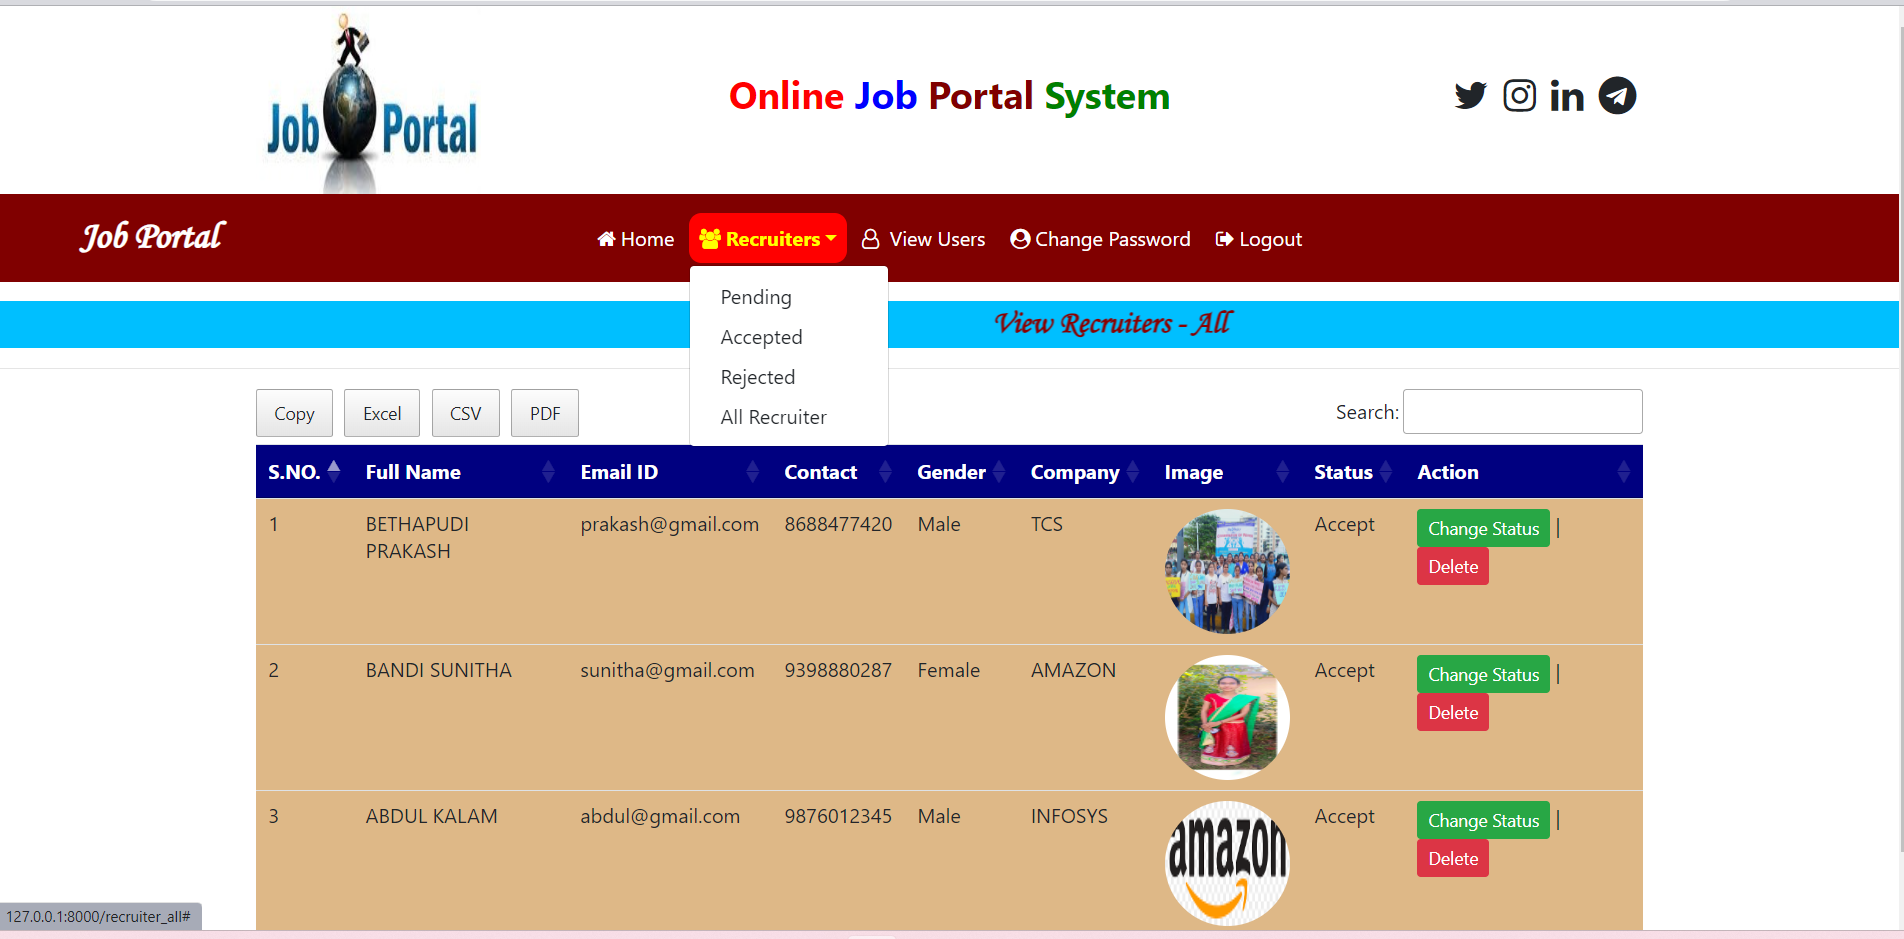 Job Portal
Online Job Portal System
Job Portal
Home Recruiters View Users Change Password Logout
Pending
Accepted
Rejected
All Recruiter
View Recruiters - All
Copy Excel CSV PDF Search:
S.NO. Full Name Email ID Contact Gender Company Image Status Action
1 BETHAPUDI PRAKASH prakash@gmail.com 8688477420 Male TCS Accept Change Status |
Delete
2 BANDI SUNITHA sunitha@gmail.com 9398880287 Female AMAZON Accept Change Status |
Delete
3 ABDUL KALAM abdul@gmail.com 9876012345 Male INFOSYS amazon Accept Change Status |
Delete
127.0.0.1:8000/recruiter_all#